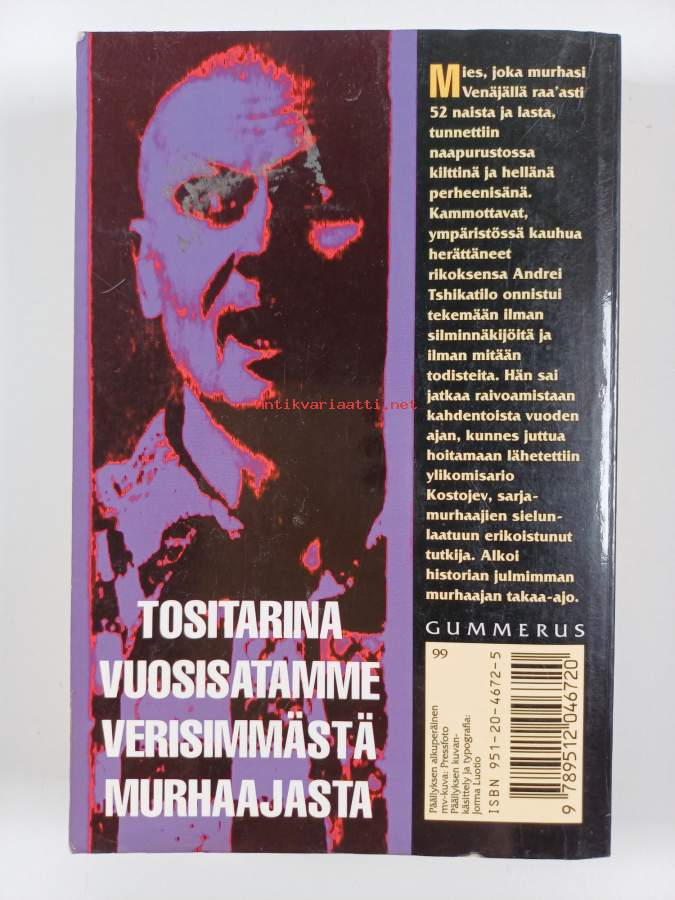 Mies, joka murhasi
Venäjällä raa'asti
52 naista ja lasta,
tunnettiin
naapurustossa
kilttinä ja hellänä
perheenisänä.
Kammottavat,
ympäristössä kauhua
herättäneet
rikoksensa Andrei
Tshikatilo onnistui
tekemään ilman
silminnäkijöitä ja
ilman mitään
todisteita. Hän sai
jatkaa raivoamistaan
kahdentoista vuoden
ajan, kunnes juttua
hoitamaan lähetettiin
ylikomisario
Kostojev, sarja-
murhaajien sielun-
laatuun erikoistunut
tutkija. Alkoi
historian julmimman
murhaajan takaa-ajo.
GUMMERUS
antikvariaatti.net
TOSITARINA
VUOSISATAMME
VERISIMMÄSTÄ
MURHAAJASTA
99
Päällyksen alkuperäinen
mv-kuva: Pressfoto
Päällyksen kuvan-
käsittely ja typografia:
Jorma Luotio
ISBN 951-20-4672-5
9 789512 046720